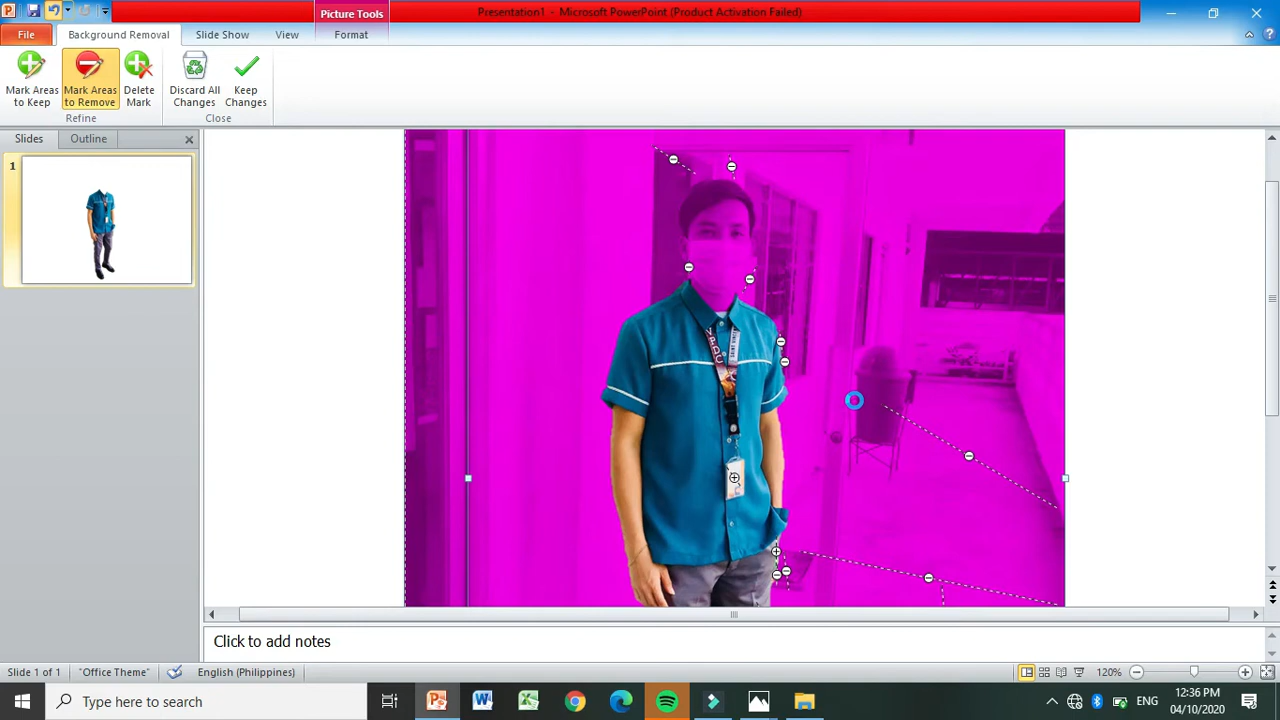 Picture Tools
Presentation1 - Microsoft PowerPoint (Product Activation Failed)
File
Background Removal
Slide Show
View
Format
Mark Areas to Keep
Mark Areas to Remove
Delete Mark
Discard All Changes
Keep Changes
Refine
Close
Slides
Outline
1
Click to add notes
Slide 1 of 1
"Office Theme"
English (Philippines)
120%
Type here to search
ENG
12:36 PM
04/10/2020